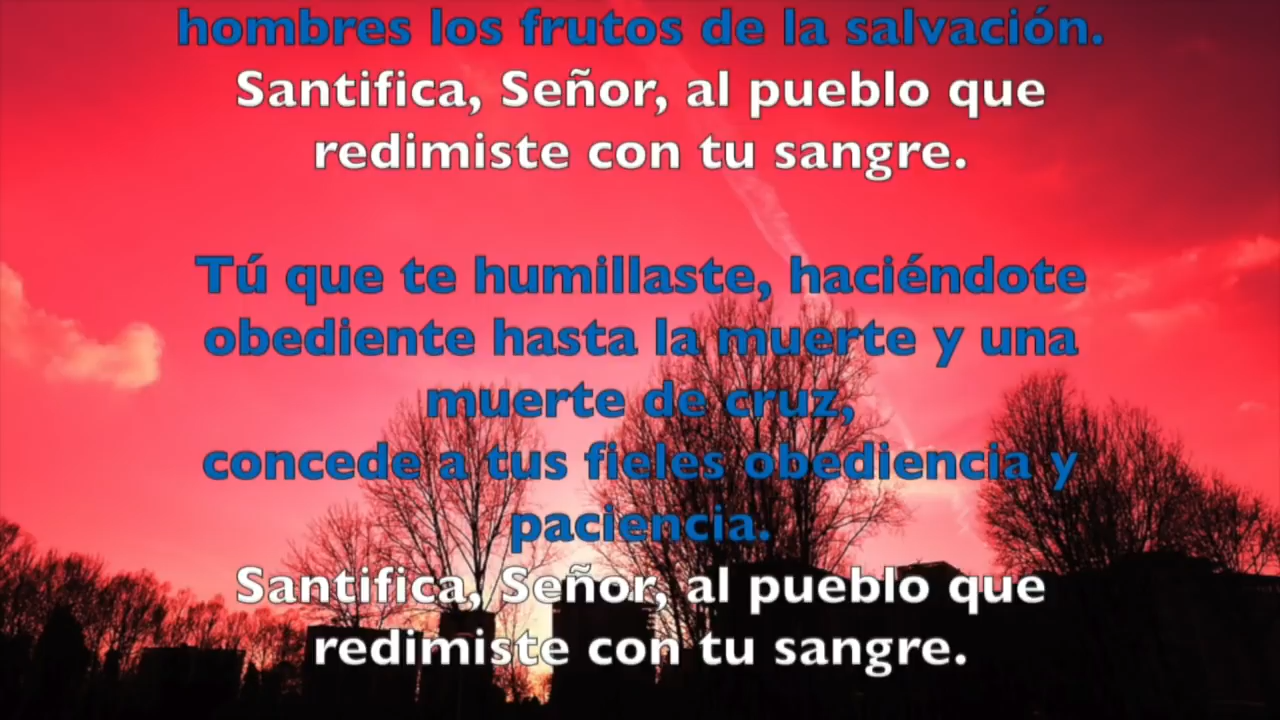 hombres los frutos de la salvación.
Santifica, Señor, al pueblo que
redimiste con tu sangre.
Tú que te humillaste, haciéndote
obediente hasta la muerte y una
muerte de cruz,
concede a tus fieles obediencia y
paciencia.
Santifica, Señor, al pueblo que
redimiste con tu sangre.